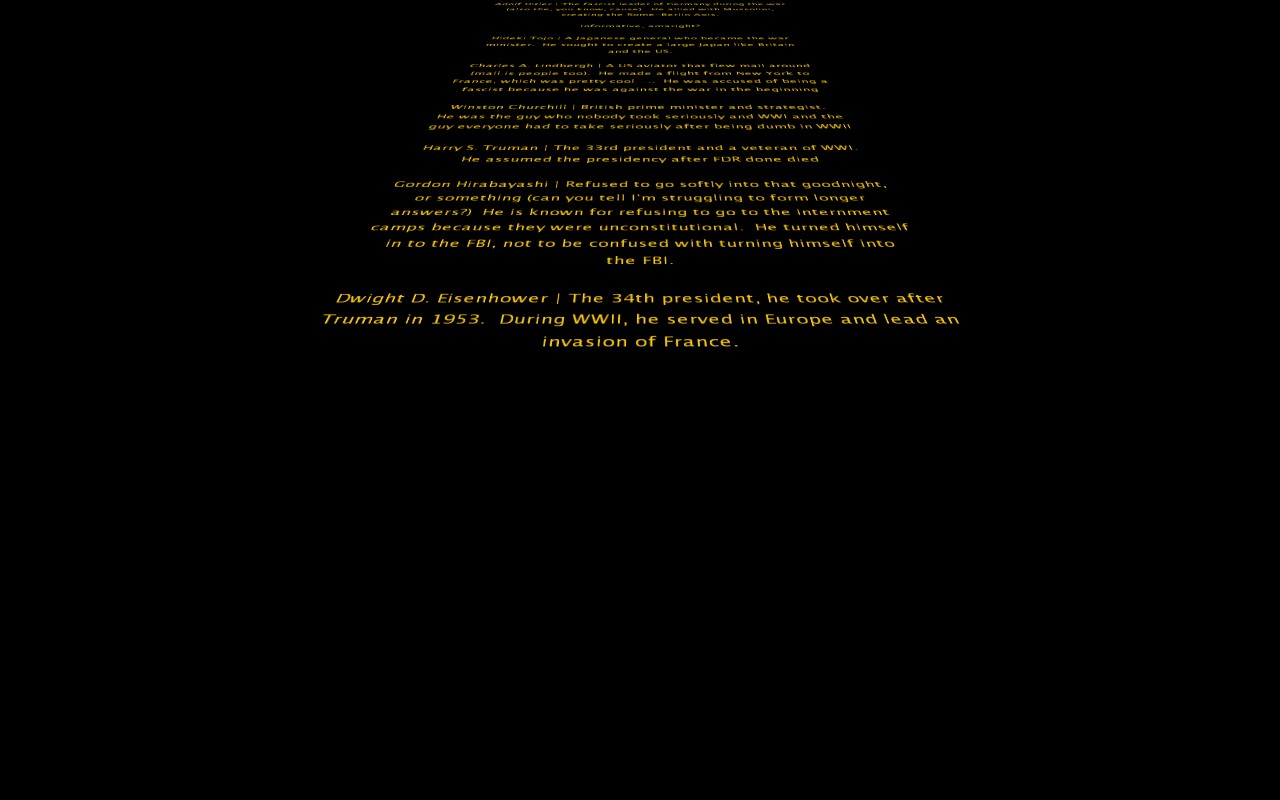 Adolf Hitler | The fascist leader of Germany during the war
(also the, you know, cause).  He allied with Mussolini,
creating the Rome-Berlin Axis.
Informative, amaright?
Hideki Tojo | A Japanese general who became the war
minister.  He sought to create a large Japan like Britain
and the US.
Charles A. Lindbergh | A US aviator that flew mail around
(mail is people too).  He made a flight from New York to
France, which was pretty cool  ...  He was accused of being a
fascist because he was against the war in the beginning
Winston Churchill | British prime minister and strategist.
He was the guy who nobody took seriously and WWI and the
guy everyone had to take seriously after being dumb in WWII
Harry S. Truman | The 33rd president and a veteran of WWI.
He assumed the presidency after FDR done died
Gordon Hirabayashi | Refused to go softly into that goodnight,
or something (can you tell I'm struggling to form longer
answers?)  He is known for refusing to go to the internment
camps because they were unconstitutional.  He turned himself
in to the FBI, not to be confused with turning himself into
the FBI.
Dwight D. Eisenhower | The 34th president, he took over after
Truman in 1953.  During WWII, he served in Europe and lead an
invasion of France.